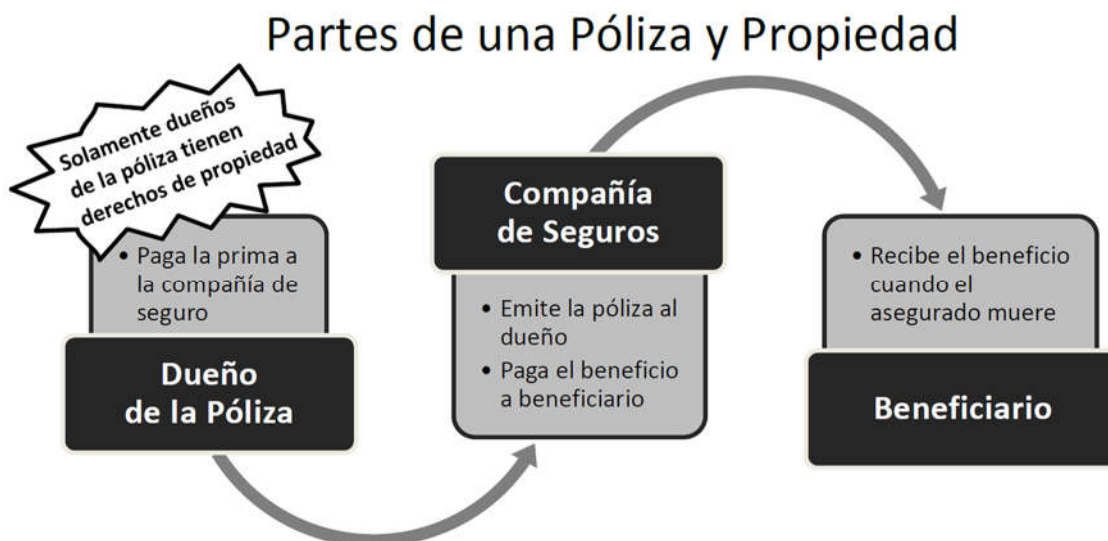 Partes de una Póliza y Propiedad
Solamente dueños
de la póliza tienen
derechos de propiedad
• Paga la prima a
la compañía de
seguro
Dueño
de la Póliza
Compañía
de Seguros
• Emite la póliza al
dueño
• Paga el beneficio
a beneficiario
• Recibe el beneficio
cuando el
asegurado muere
Beneficiario